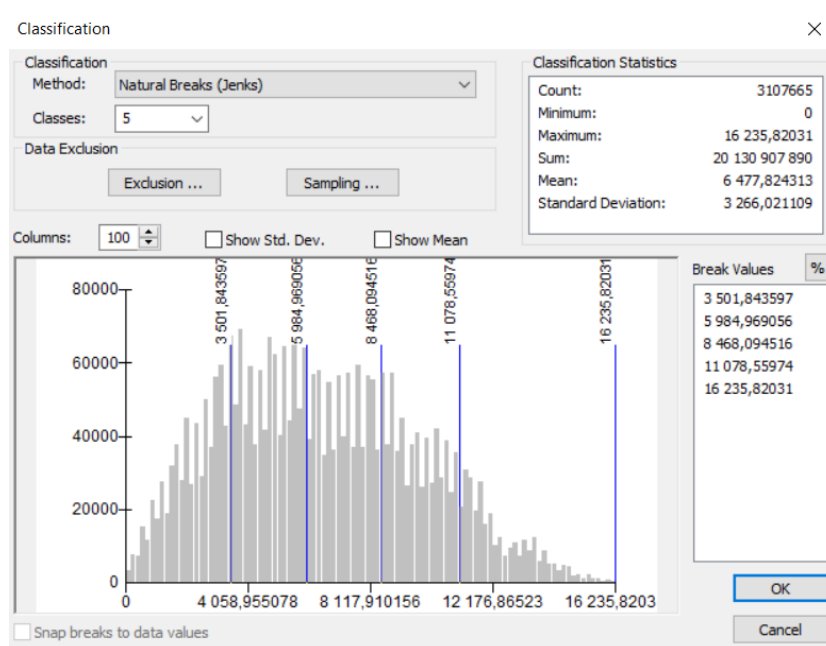 Classification
Classification
Method: Natural Breaks (Jenks)
Classes: 5
Data Exclusion
Exclusion ...
Sampling ...
Classification Statistics
Count: 3107665
Minimum: 0
Maximum: 16 235,82031
Sum: 20 130 907 890
Mean: 6 477,824313
Standard Deviation: 3 266,021109
Columns: 100
Show Std. Dev.
Show Mean
80000
60000
40000
20000
0
3 501,843597
5 984,969056
8 468,094516
11 078,55974
16 235,82031
0
4 058,955078
8 117,910156
12 176,86523
16 235,8203
Break Values
%
3 501,843597
5 984,969056
8 468,094516
11 078,55974
16 235,82031
OK
Cancel
Snap breaks to data values